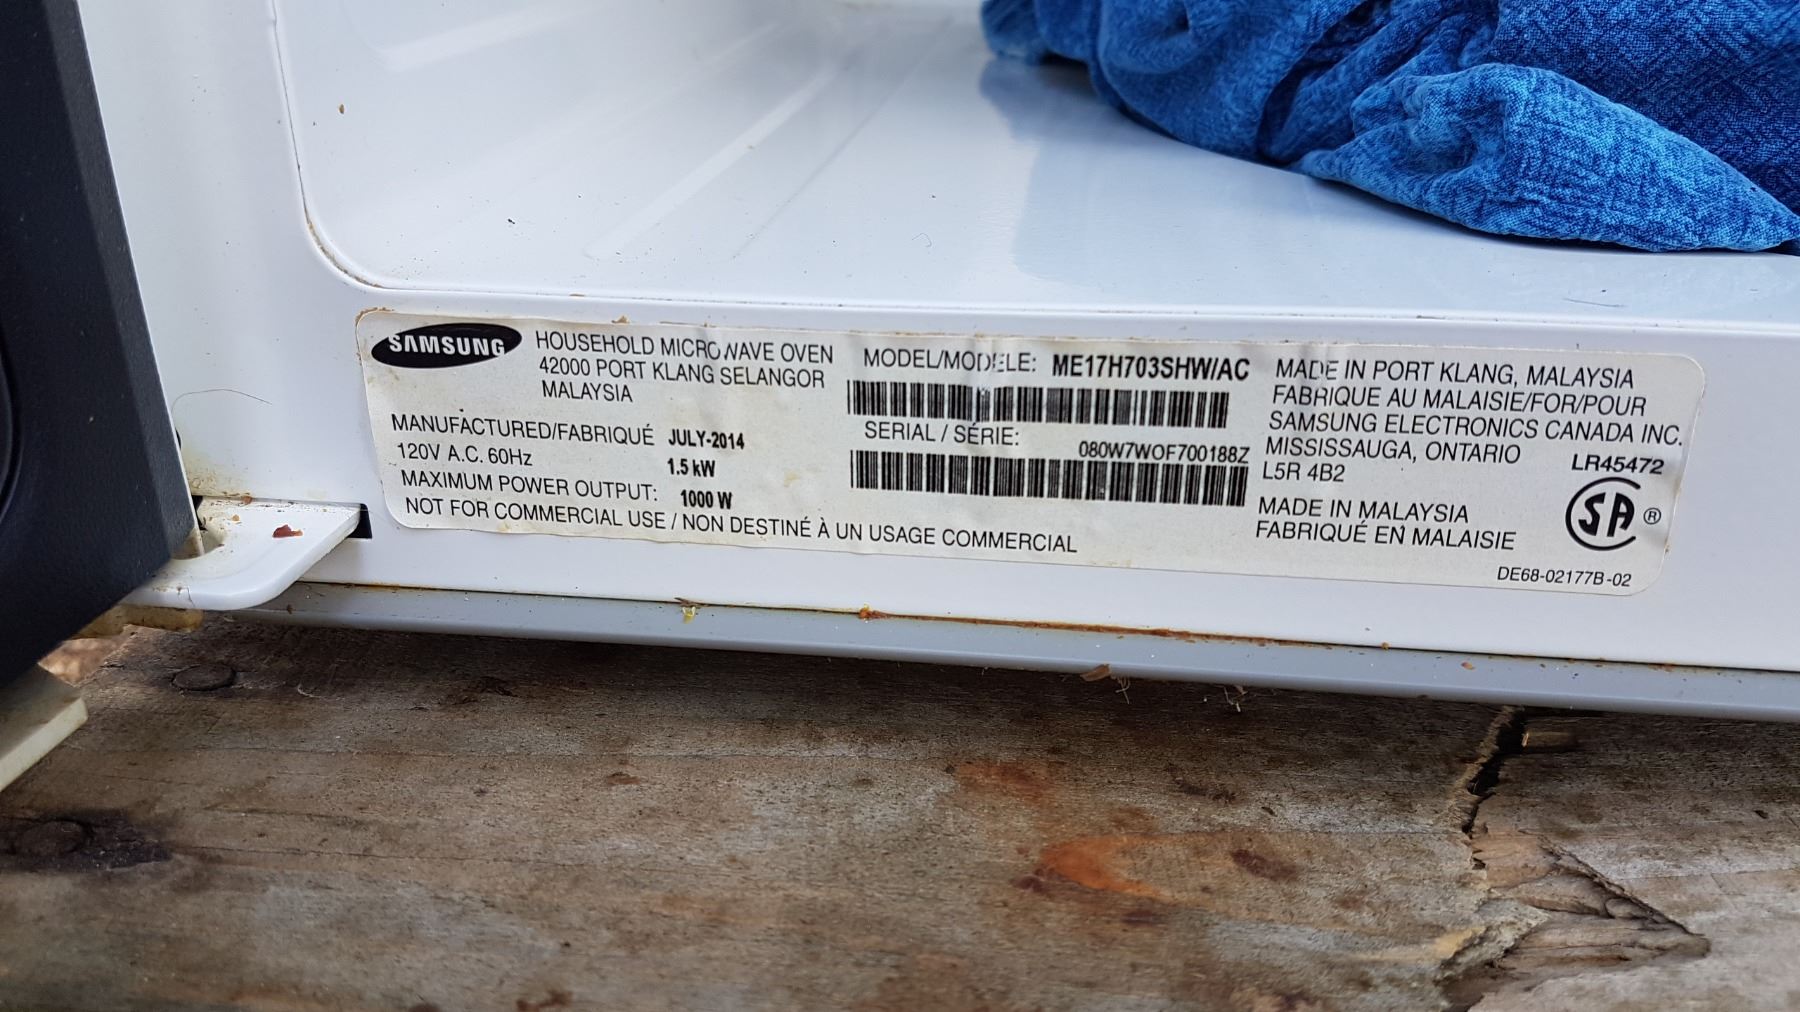 SAMSUNG
HOUSEHOLD MICROWAVE OVEN
42000 PORT KLANG SELANGOR
MALAYSIA
MANUFACTURED/FABRIQUÉ JULY-2014
120V A.C. 60Hz 1.5 kW
MAXIMUM POWER OUTPUT: 1000 W
NOT FOR COMMERCIAL USE / NON DESTINÉ À UN USAGE COMMERCIAL
MODEL/MODÈLE: ME17H703SHW/AC
SERIAL / SÉRIE: 080W7WOF700188Z
MADE IN PORT KLANG, MALAYSIA
FABRIQUE AU MALAISIE/FOR/POUR
SAMSUNG ELECTRONICS CANADA INC.
MISSISSAUGA, ONTARIO
L5R 4B2
LR45472
SA ®
MADE IN MALAYSIA
FABRIQUÉ EN MALAISIE
DE68-02177B-02